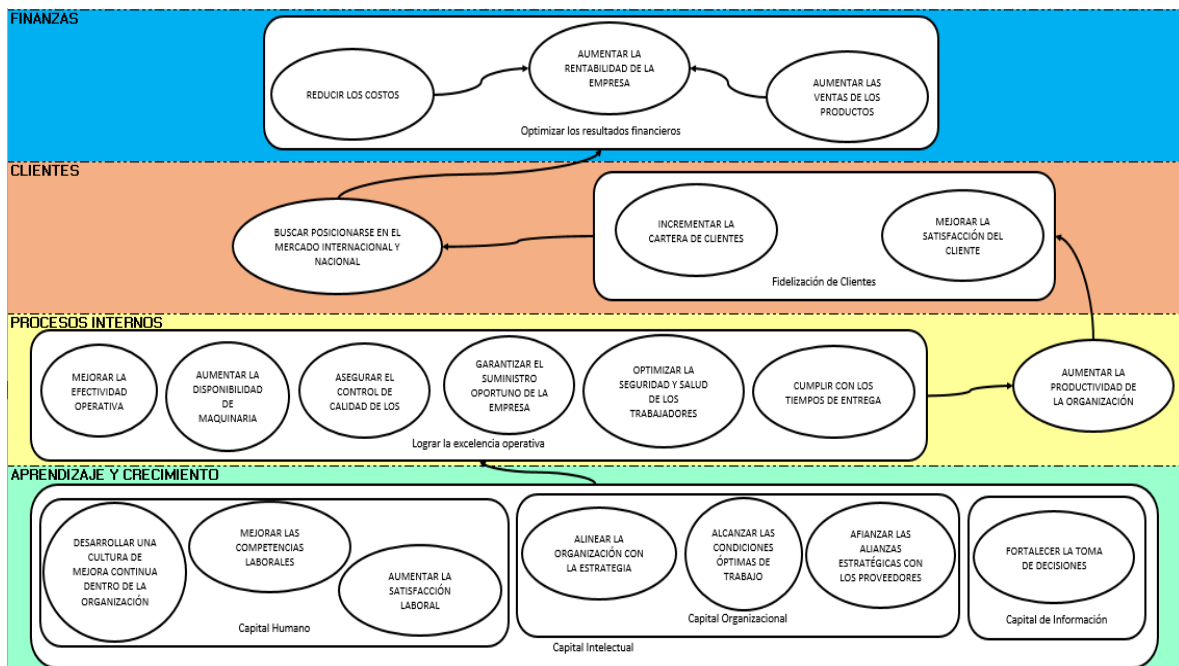 FINANZAS
REDUCIR LOS COSTOS
AUMENTAR LA
RENTABILIDAD DE LA
EMPRESA
AUMENTAR LAS
VENTAS DE LOS
PRODUCTOS
Optimizar los resultados financieros
CLIENTES
BUSCAR POSICIONARSE EN EL
MERCADO INTERNACIONAL Y
NACIONAL
INCREMENTAR LA
CARTERA DE CLIENTES
MEJORAR LA
SATISFACCIÓN DEL
CLIENTE
Fidelización de Clientes
PROCESOS INTERNOS
MEJORAR LA
EFECTIVIDAD
OPERATIVA
AUMENTAR LA
DISPONIBILIDAD
DE
MAQUINARIA
ASEGURAR EL
CONTROL DE
CALIDAD DE LOS
GARANTIZAR EL
SUMINISTRO
OPORTUNO DE LA
EMPRESA
OPTIMIZAR LA
SEGURIDAD Y SALUD
DE LOS
TRABAJADORES
CUMPLIR CON LOS
TIEMPOS DE ENTREGA
Lograr la excelencia operativa
AUMENTAR LA
PRODUCTIVIDAD DE
LA ORGANIZACIÓN
APRENDIZAJE Y CRECIMIENTO
DESARROLLAR UNA
CULTURA DE
MEJORA CONTINUA
DENTRO DE LA
ORGANIZACIÓN
MEJORAR LAS
COMPETENCIAS
LABORALES
AUMENTAR LA
SATISFACCIÓN
LABORAL
Capital Humano
ALINEAR LA
ORGANIZACIÓN CON
LA ESTRATEGIA
ALCANZAR LAS
CONDICIONES
ÓPTIMAS DE
TRABAJO
AFIANZAR LAS
ALIANZAS
ESTRATÉGICAS CON
LOS PROVEEDORES
Capital Organizacional
FORTALECER LA TOMA
DE DECISIONES
Capital de Información
Capital Intelectual